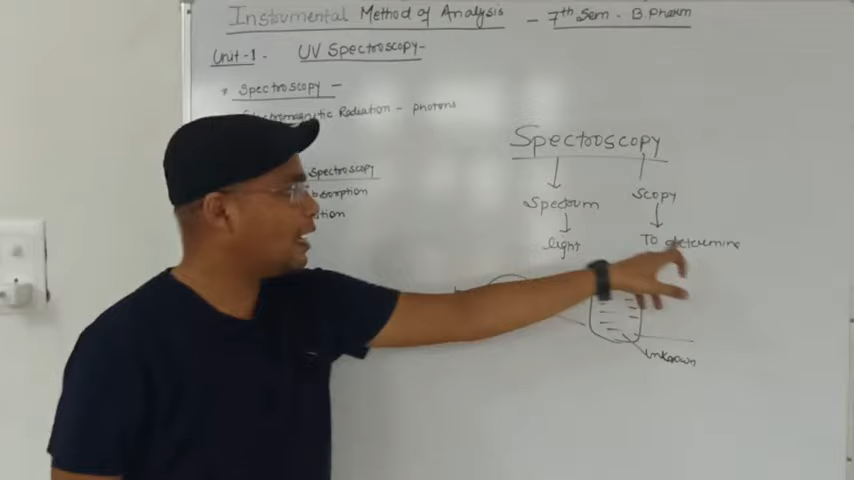 Instrumental Method of Analysis - 7th Sem - B. Pharm
Unit-1 - UV Spectroscopy-
* Spectroscopy -
Electromagnetic Radiation - photons
Spectroscopy
Spectroscopy
Spectrum
Scopy
light
To determine
Unknown